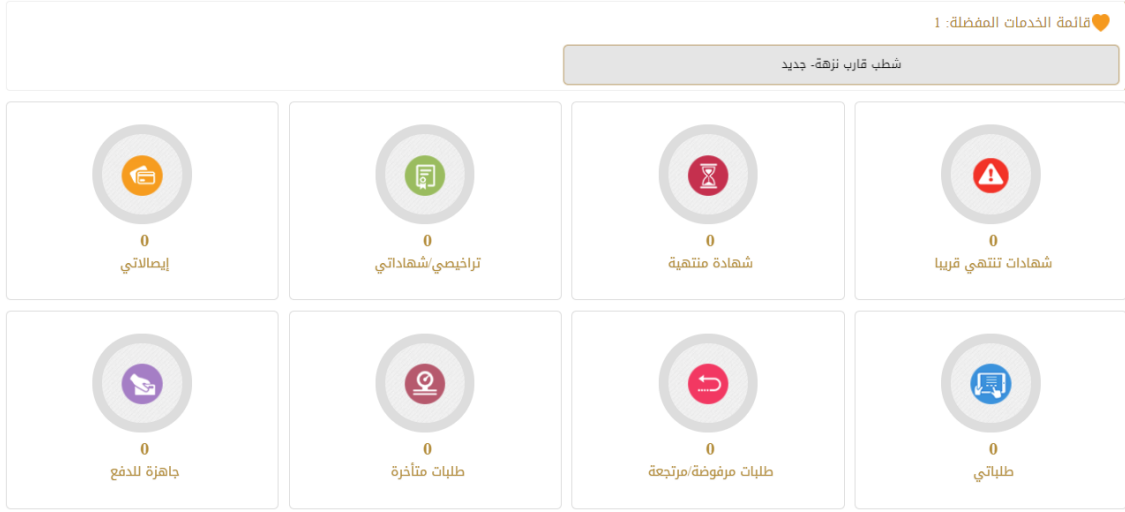 قائمة الخدمات المفضلة: 1
شطب قارب نزهة- جديد
0
شهادات تنتهي قريبا
0
شهادة منتهية
0
تراخيصي/شهاداتي
0
إيصالاتي
0
طلباتي
0
طلبات مرفوضة/مرتجعة
0
طلبات متأخرة
0
جاهزة للدفع